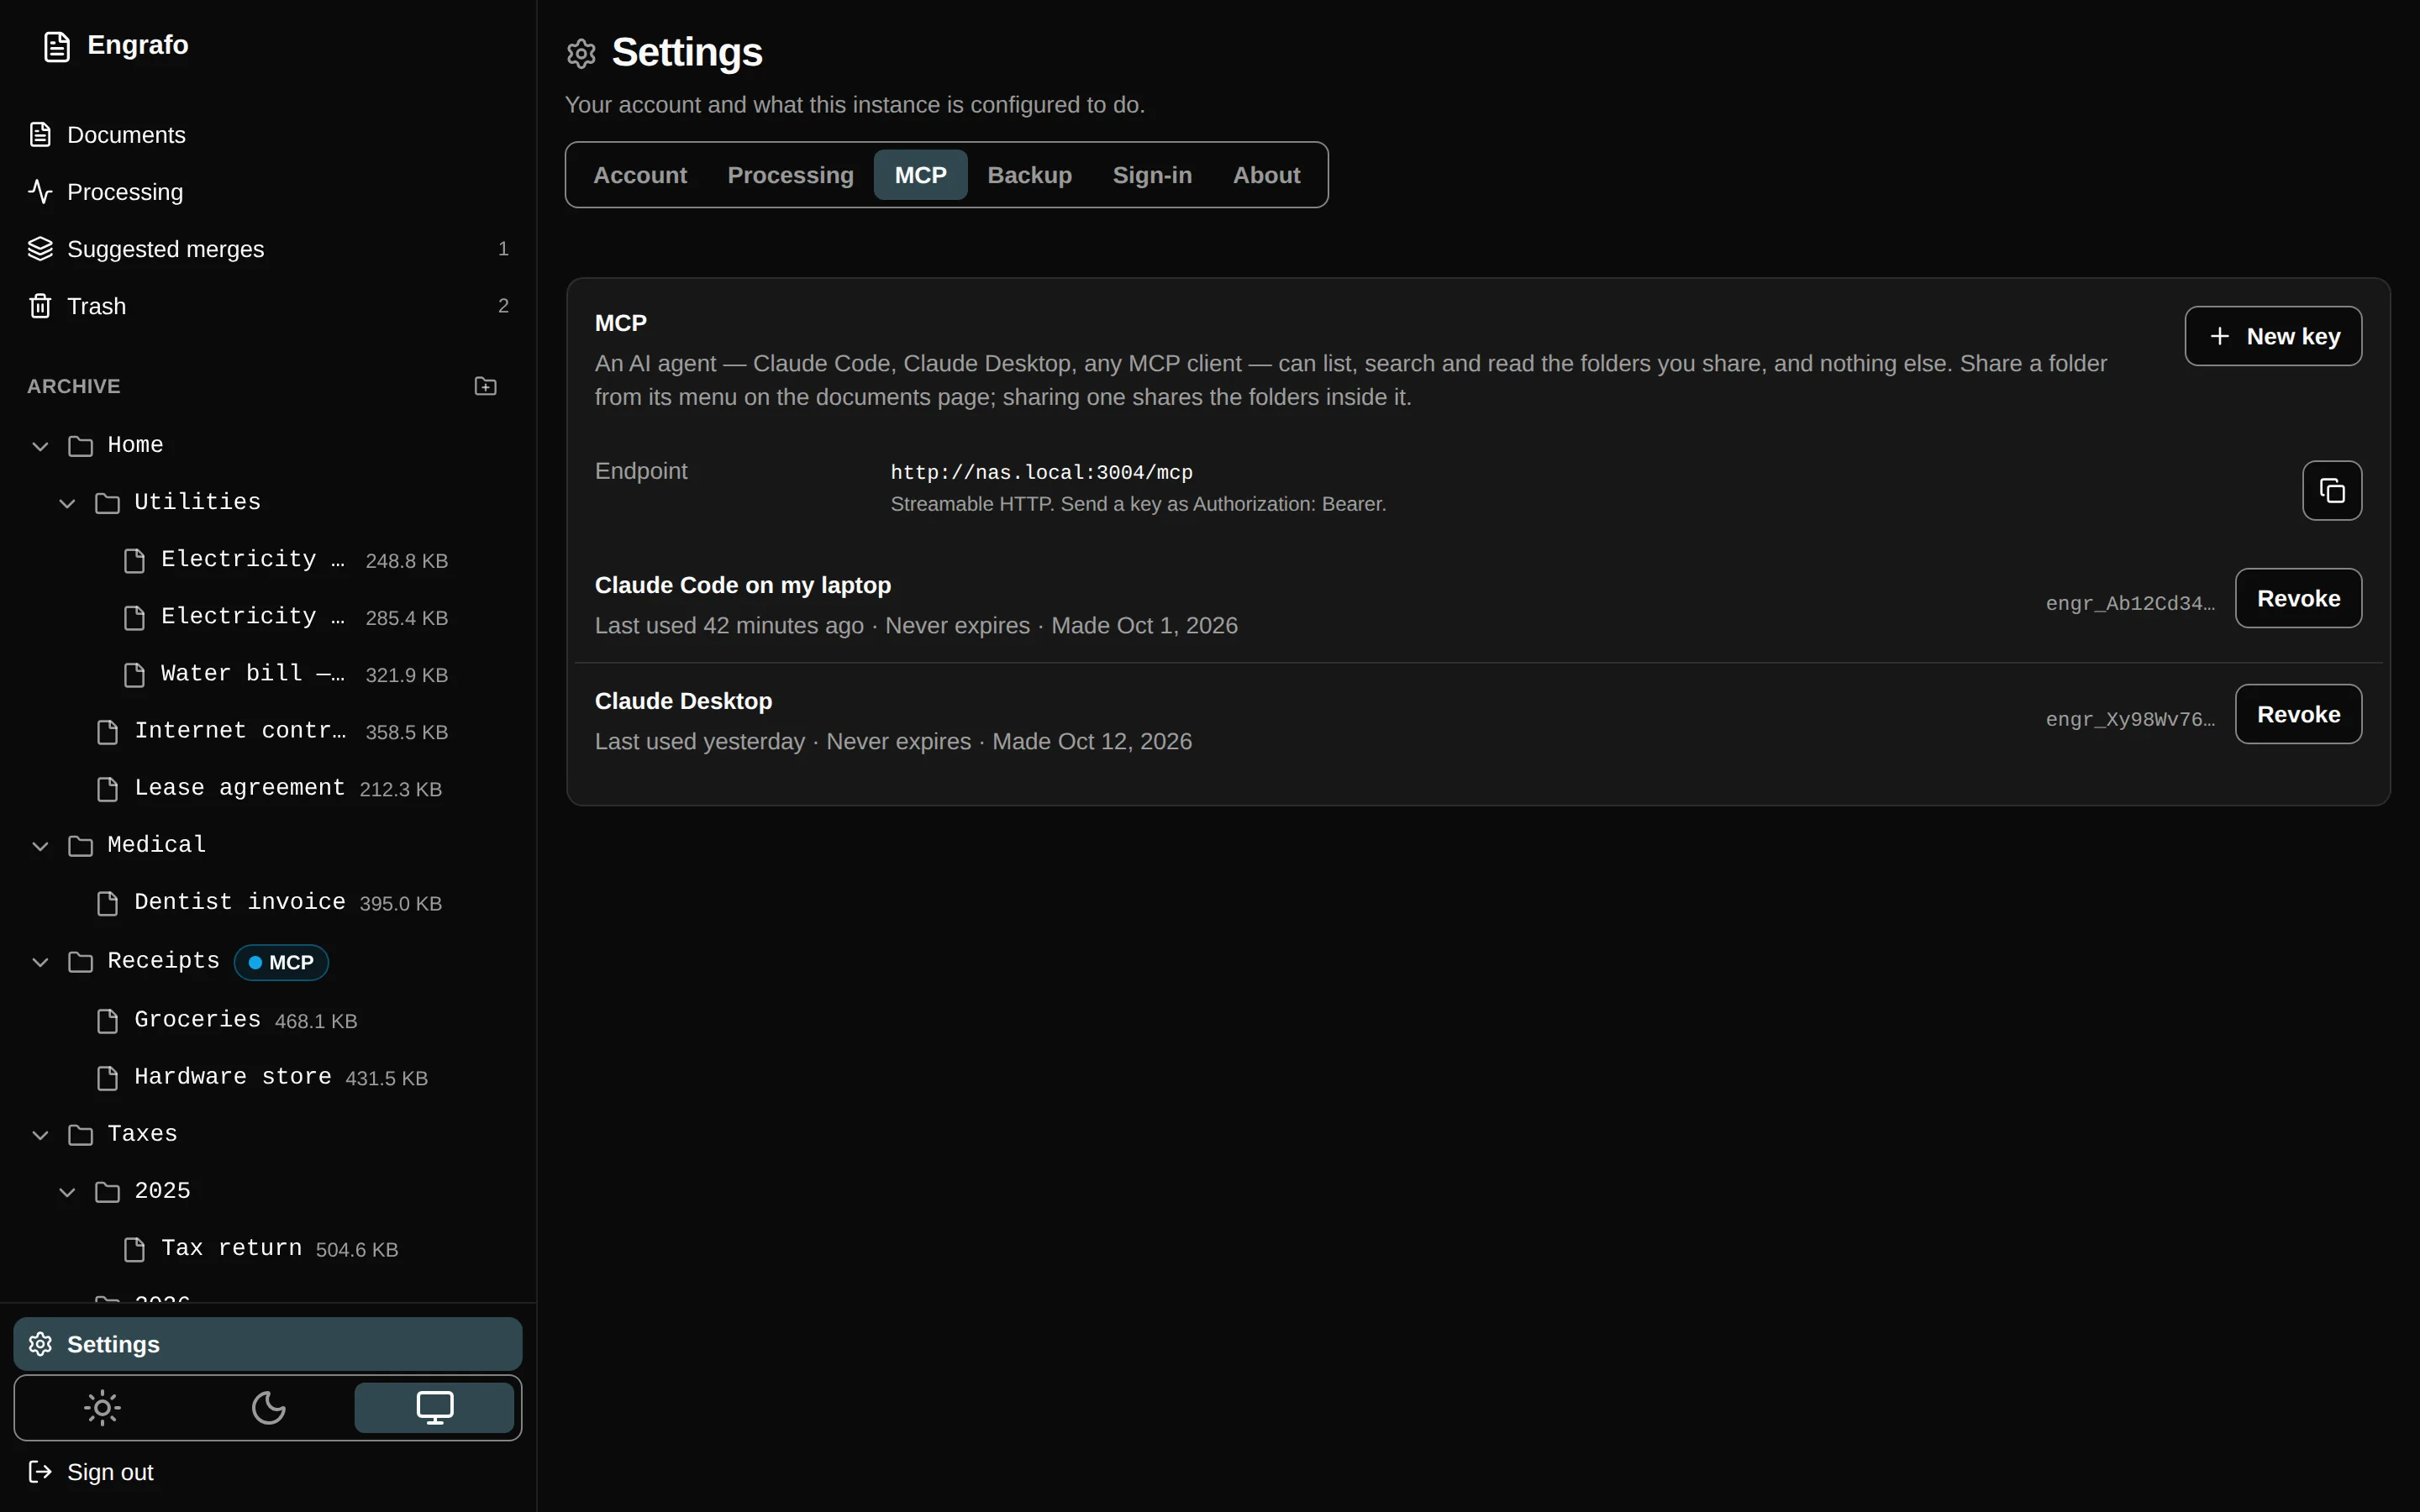 Engrafo
Documents
Processing
Suggested merges 1
Trash 2
ARCHIVE
Home
Utilities
Electricity … 248.8 KB
Electricity … 285.4 KB
Water bill —… 321.9 KB
Internet contr… 358.5 KB
Lease agreement 212.3 KB
Medical
Dentist invoice 395.0 KB
Receipts MCP
Groceries 468.1 KB
Hardware store 431.5 KB
Taxes
2025
Tax return 504.6 KB
2026
Settings
Sign out
Settings
Your account and what this instance is configured to do.
Account Processing MCP Backup Sign-in About
MCP
New key
An AI agent — Claude Code, Claude Desktop, any MCP client — can list, search and read the folders you share, and nothing else. Share a folder
from its menu on the documents page; sharing one shares the folders inside it.
Endpoint http://nas.local:3004/mcp
Streamable HTTP. Send a key as Authorization: Bearer.
Claude Code on my laptop
Last used 42 minutes ago · Never expires · Made Oct 1, 2026
engr_Ab12Cd34… Revoke
Claude Desktop
Last used yesterday · Never expires · Made Oct 12, 2026
engr_Xy98Wv76… Revoke